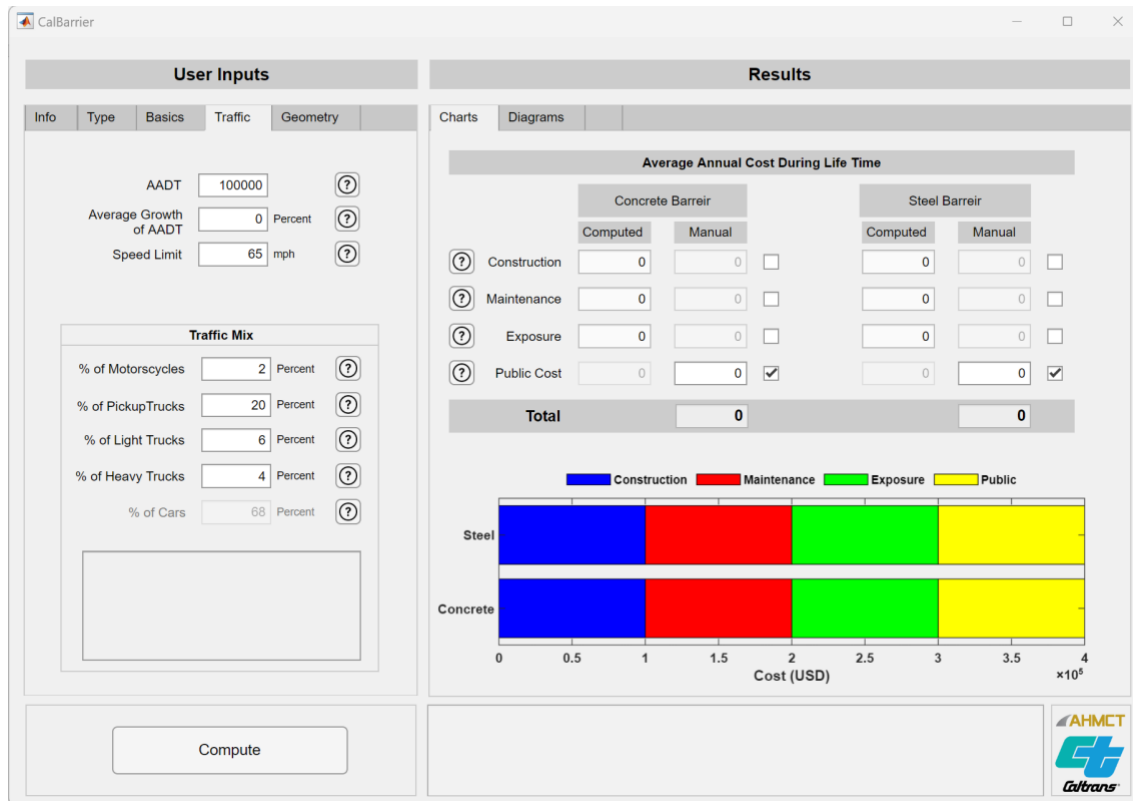 CalBarrier
User Inputs
Info Type Basics Traffic Geometry
AADT 100000 ?
Average Growth
of AADT 0 Percent ?
Speed Limit 65 mph ?
Traffic Mix
% of Motorscycles 2 Percent ?
% of PickupTrucks 20 Percent ?
% of Light Trucks 6 Percent ?
% of Heavy Trucks 4 Percent ?
% of Cars 68 Percent ?
Compute
Results
Charts Diagrams
Average Annual Cost During Life Time
Concrete Barreir Steel Barreir
Computed Manual Computed Manual
? Construction 0 0 0 0
? Maintenance 0 0 0 0
? Exposure 0 0 0 0
? Public Cost 0 0 0 0
Total 0 0
Construction Maintenance Exposure Public
Steel
Concrete
0 0.5 1 1.5 2 2.5 3 3.5 4
Cost (USD) ×10⁵
AHMCT
ct
Caltrans